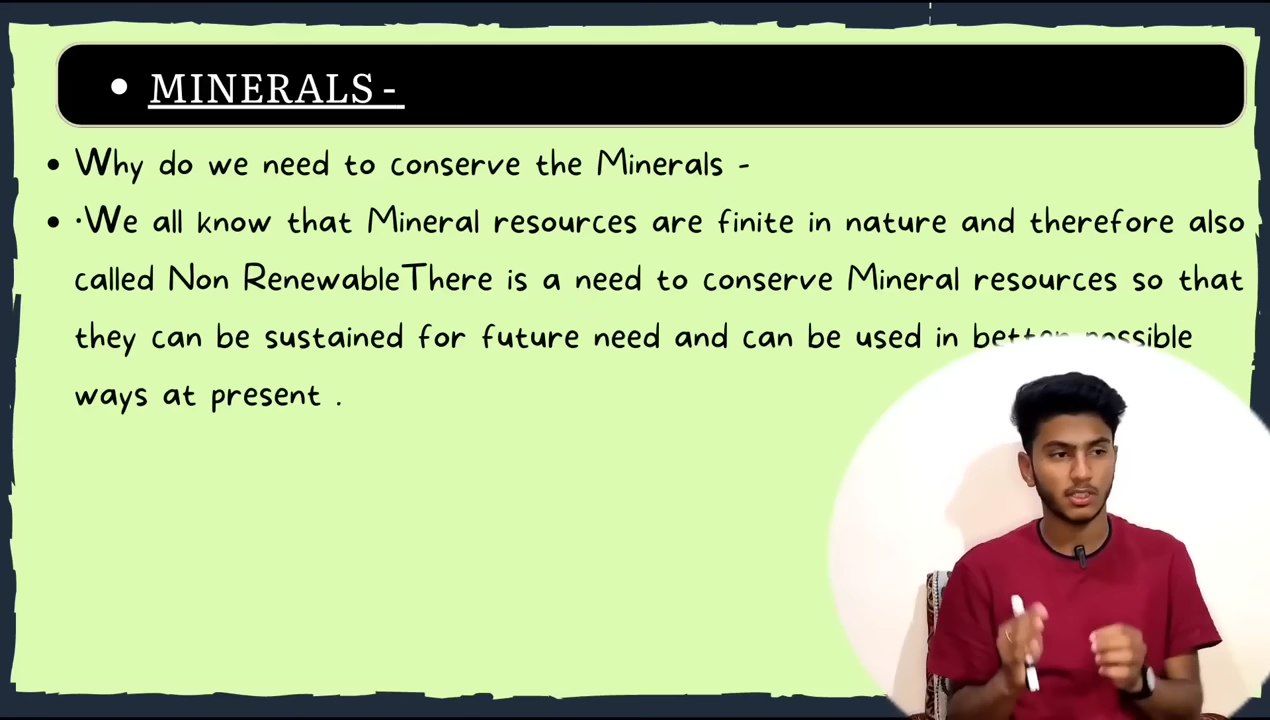 • MINERALS -
• Why do we need to conserve the Minerals -
• ·We all know that Mineral resources are finite in nature and therefore also
called Non RenewableThere is a need to conserve Mineral resources so that
they can be sustained for future need and can be used in better possible
ways at present .